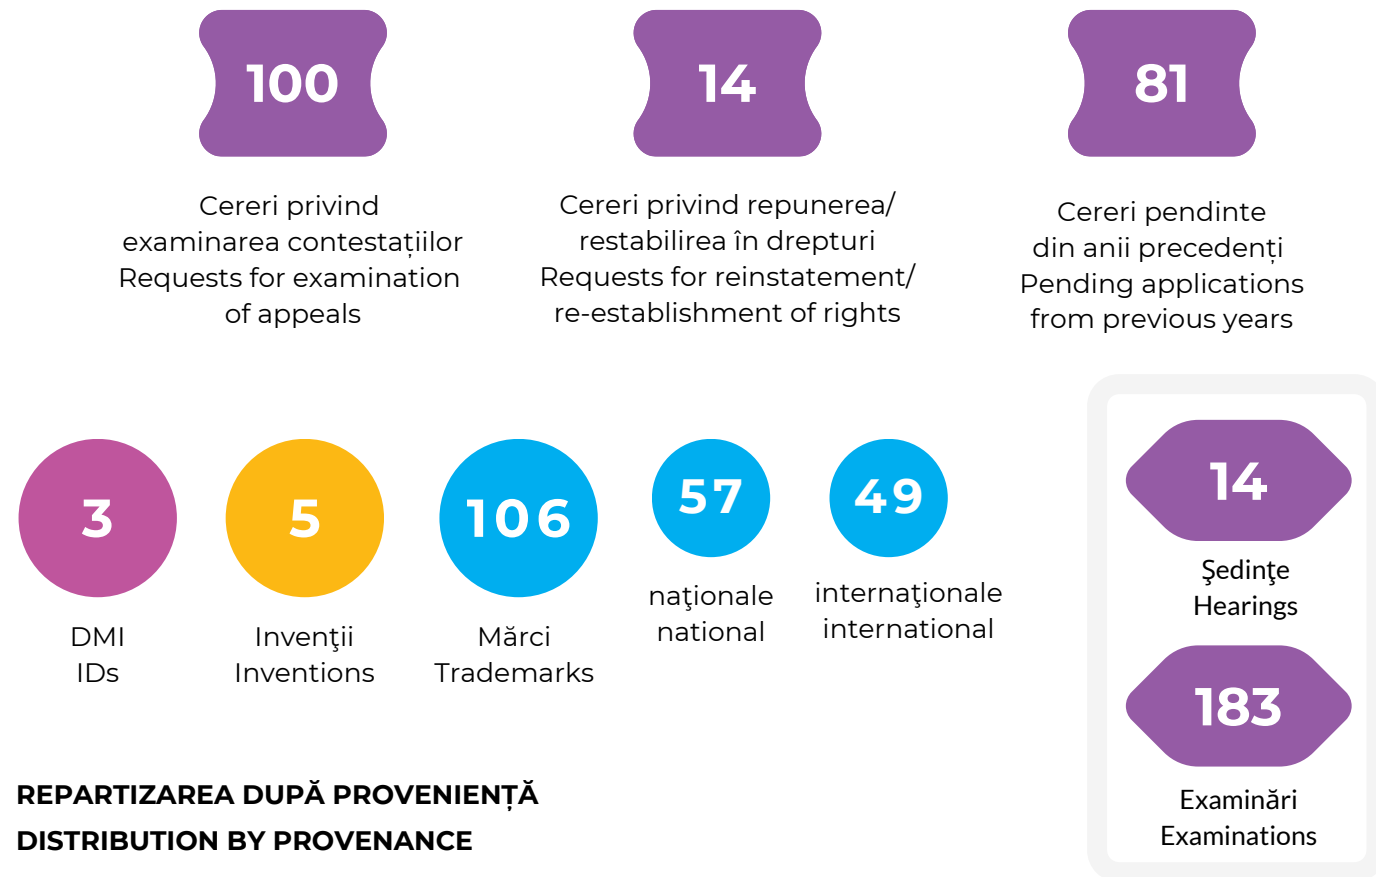 100
Cereri privind
examinarea contestațiilor
Requests for examination
of appeals
14
Cereri privind repunerea/
restabilirea în drepturi
Requests for reinstatement/
re-establishment of rights
81
Cereri pendinte
din anii precedenți
Pending applications
from previous years
3
DMI
IDs
5
Invenţii
Inventions
106
Mărci
Trademarks
57
naţionale
national
49
internaţionale
international
14
Şedinţe
Hearings
183
Examinări
Examinations
REPARTIZAREA DUPĂ PROVENIENȚĂ
DISTRIBUTION BY PROVENANCE